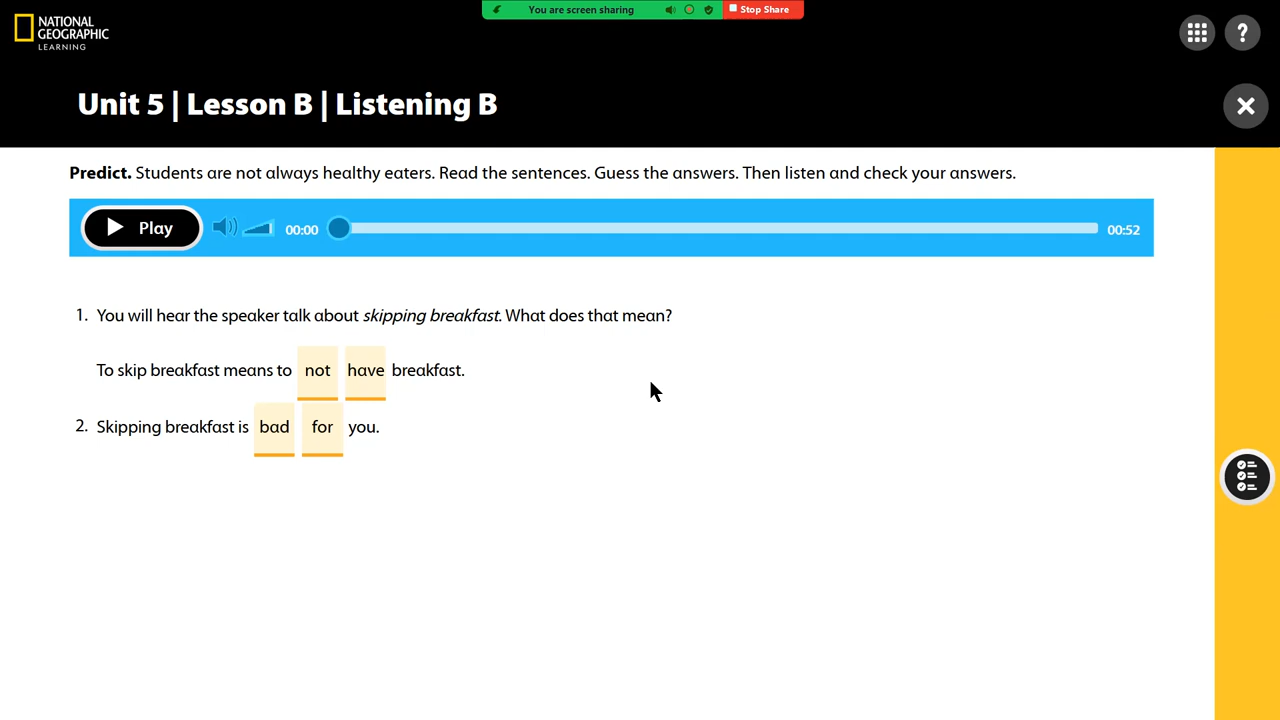 You are screen sharing
Stop Share
NATIONAL
GEOGRAPHIC
LEARNING
?
Unit 5 | Lesson B | Listening B
Predict. Students are not always healthy eaters. Read the sentences. Guess the answers. Then listen and check your answers.
Play 00:00 00:52
1. You will hear the speaker talk about skipping breakfast. What does that mean?
To skip breakfast means to not have breakfast.
2. Skipping breakfast is bad for you.